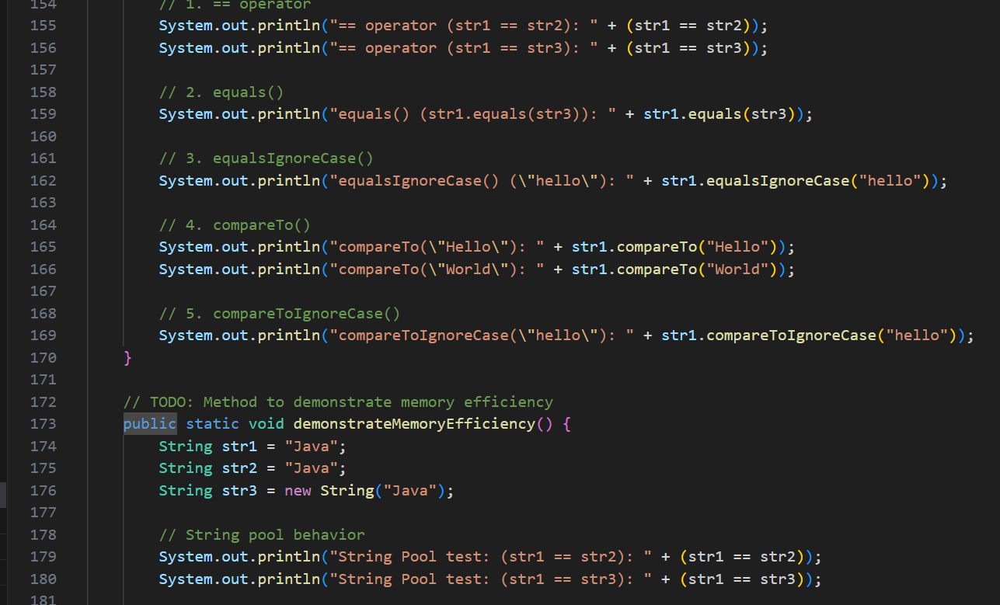 154 // 1. == operator
155 System.out.println("== operator (str1 == str2): " + (str1 == str2));
156 System.out.println("== operator (str1 == str3): " + (str1 == str3));
157
158 // 2. equals()
159 System.out.println("equals() (str1.equals(str3)): " + str1.equals(str3));
160
161 // 3. equalsIgnoreCase()
162 System.out.println("equalsIgnoreCase() (\"hello\"): " + str1.equalsIgnoreCase("hello"));
163
164 // 4. compareTo()
165 System.out.println("compareTo(\"Hello\"): " + str1.compareTo("Hello"));
166 System.out.println("compareTo(\"World\"): " + str1.compareTo("World"));
167
168 // 5. compareToIgnoreCase()
169 System.out.println("compareToIgnoreCase(\"hello\"): " + str1.compareToIgnoreCase("hello"));
170 }
171
172 // TODO: Method to demonstrate memory efficiency
173 public static void demonstrateMemoryEfficiency() {
174 String str1 = "Java";
175 String str2 = "Java";
176 String str3 = new String("Java");
177
178 // String pool behavior
179 System.out.println("String Pool test: (str1 == str2): " + (str1 == str2));
180 System.out.println("String Pool test: (str1 == str3): " + (str1 == str3));
181